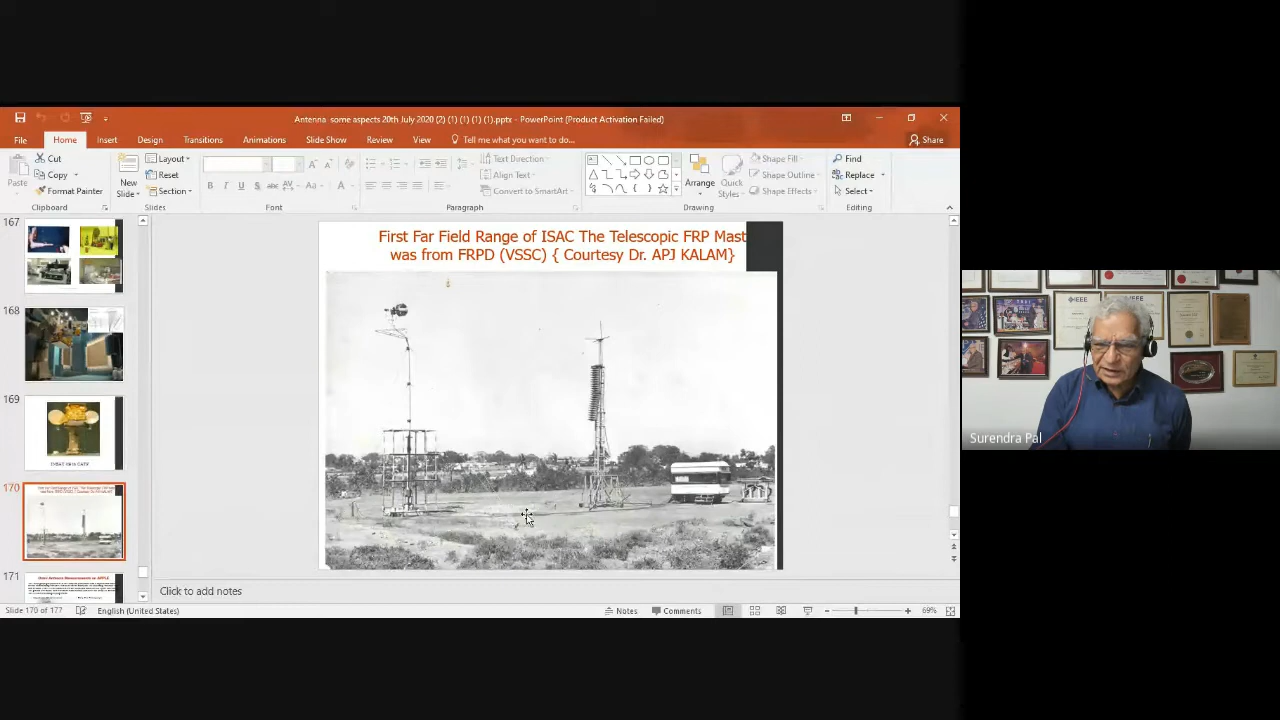 Antenna some aspects 20th July 2020 (2) (1) (1) (1) (1).pptx - PowerPoint (Product Activation Failed)
File Home Insert Design Transitions Animations Slide Show Review View Tell me what you want to do... Share
Paste Cut Copy Format Painter
Clipboard
New Slide Layout Reset Section
Slides
B I U S abc AV Aa A
Font
Text Direction Align Text Convert to SmartArt
Paragraph
Arrange Quick Styles Shape Fill Shape Outline Shape Effects
Drawing
Find Replace Select
Editing
167
168
169
170
171
First Far Field Range of ISAC The Telescopic FRP Mast
was from FRPD (VSSC) { Courtesy Dr. APJ KALAM}
Click to add notes
Slide 170 of 177 English (United States) Notes Comments 69%
IEEE
Surendra Pal